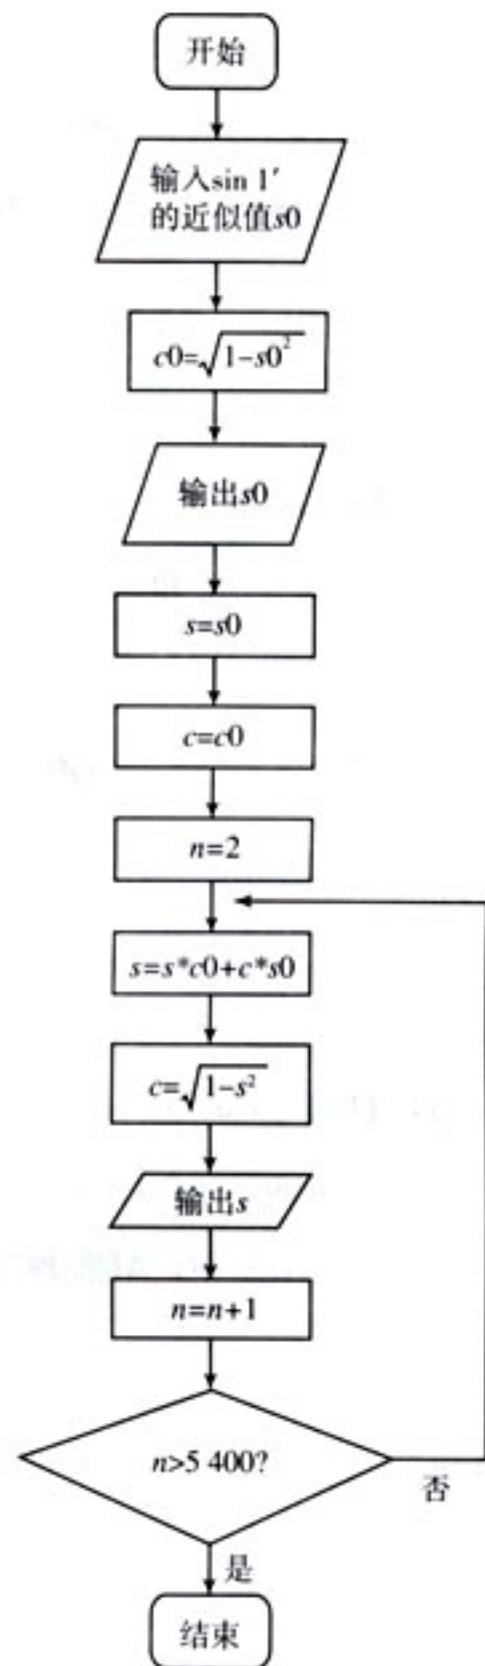 开始
输入sin 1′
的近似值s0
c0=√1-s0²
输出s0
s=s0
c=c0
n=2
s=s*c0+c*s0
c=√1-s²
输出s
n=n+1
n>5 400?
否
是
结束